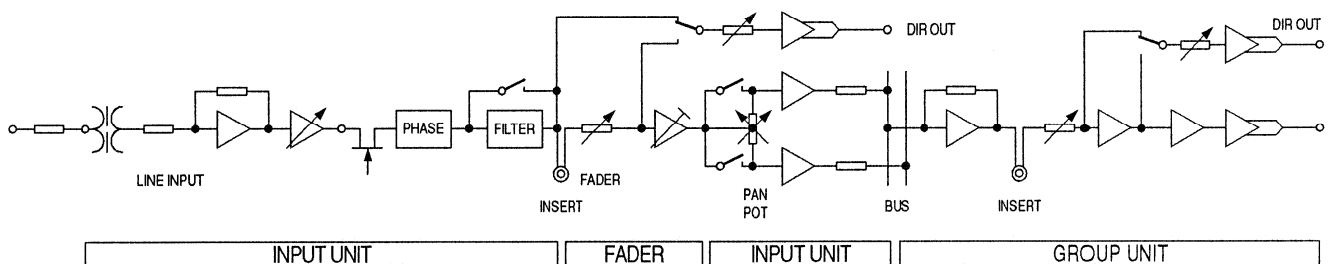 DIR OUT
DIR OUT
PHASE
FILTER
LINE INPUT
FADER
INSERT
PAN
POT
BUS
INSERT
INPUT UNIT
FADER
INPUT UNIT
GROUP UNIT